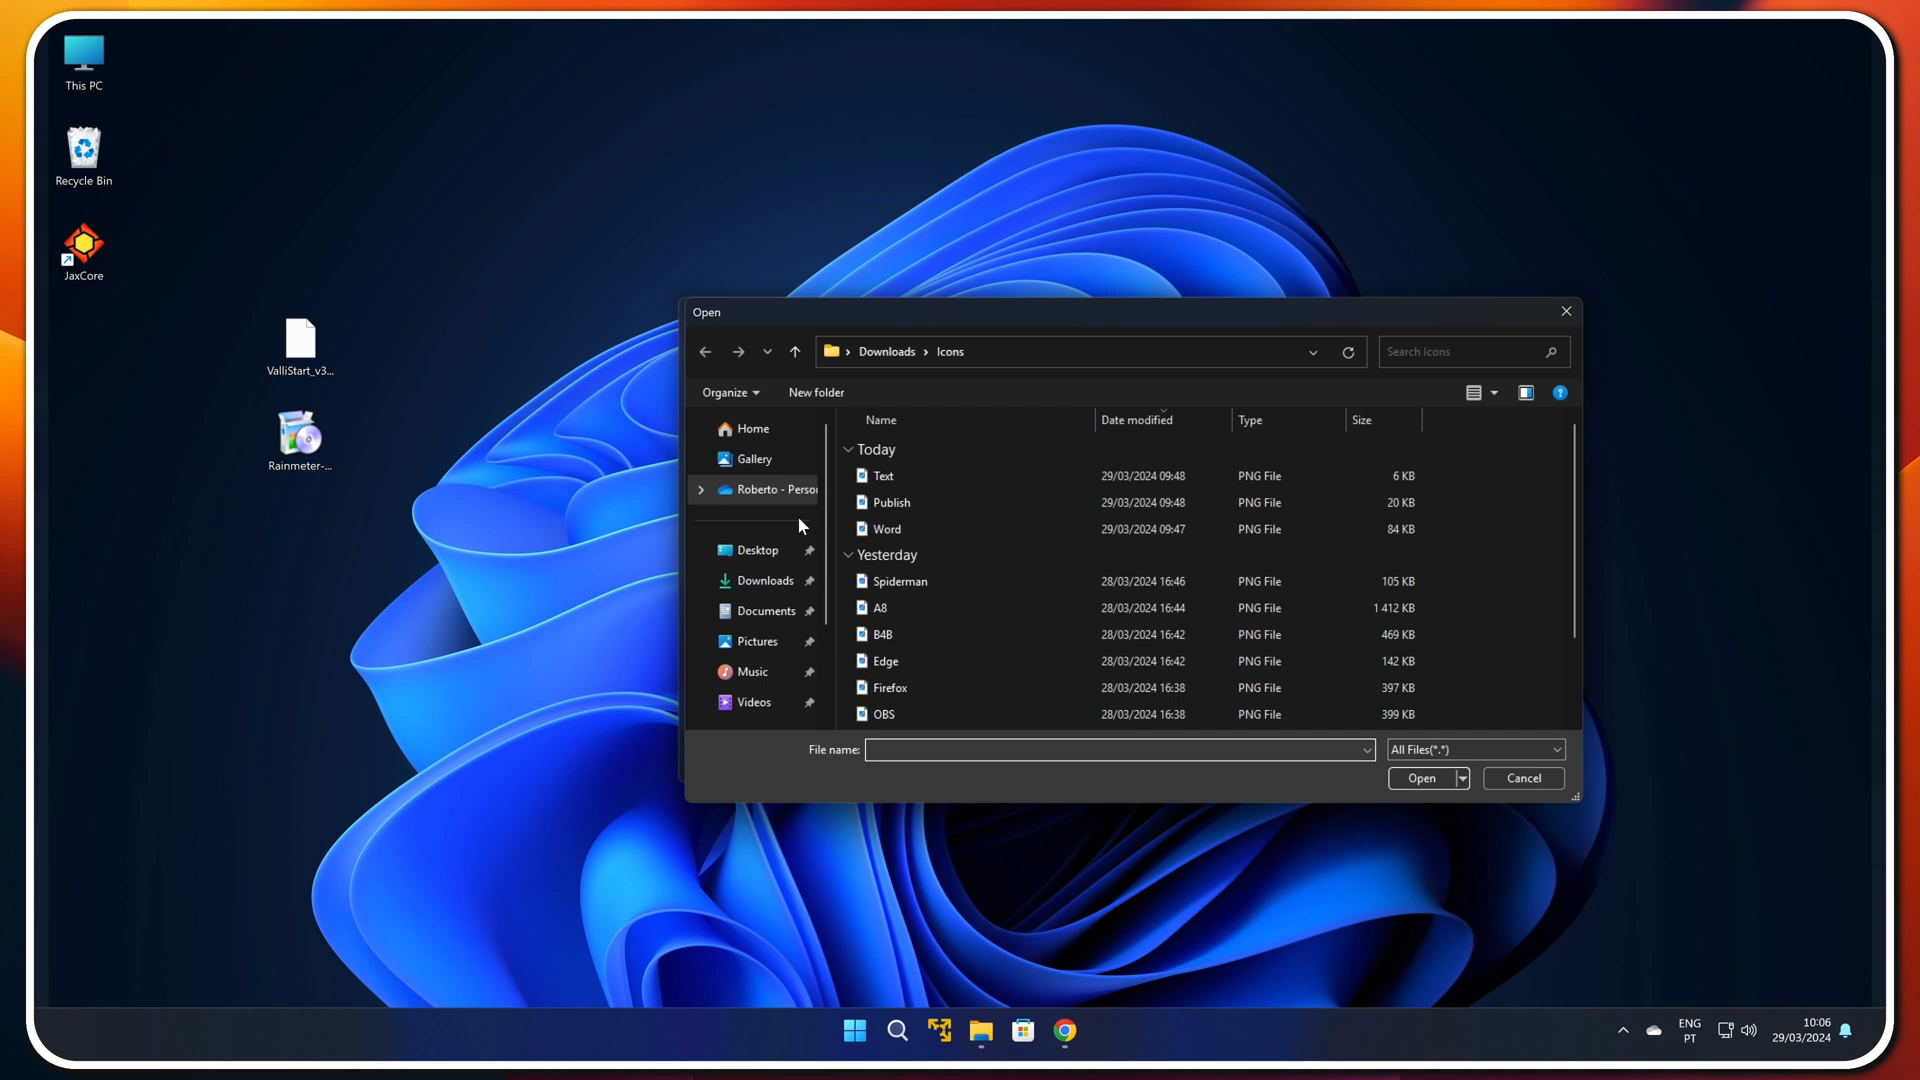 This PC
Recycle Bin
JaxCore
ValliStart_v3...
Rainmeter-...
Open
Downloads
Icons
Search Icons
Organize
New folder
Home
Gallery
Roberto - Perso
Desktop
Downloads
Documents
Pictures
Music
Videos
Name Date modified Type Size
Today
Text 29/03/2024 09:48 PNG File 6 KB
Publish 29/03/2024 09:48 PNG File 20 KB
Word 29/03/2024 09:47 PNG File 84 KB
Yesterday
Spiderman 28/03/2024 16:46 PNG File 105 KB
A8 28/03/2024 16:44 PNG File 1 412 KB
B4B 28/03/2024 16:42 PNG File 469 KB
Edge 28/03/2024 16:42 PNG File 142 KB
Firefox 28/03/2024 16:38 PNG File 397 KB
OBS 28/03/2024 16:38 PNG File 399 KB
File name:
All Files(*.*)
Open
Cancel
ENG
PT
10:06
29/03/2024